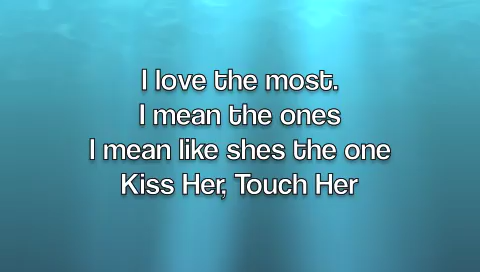 I love the most.
I mean the ones
I mean like shes the one
Kiss Her, Touch Her